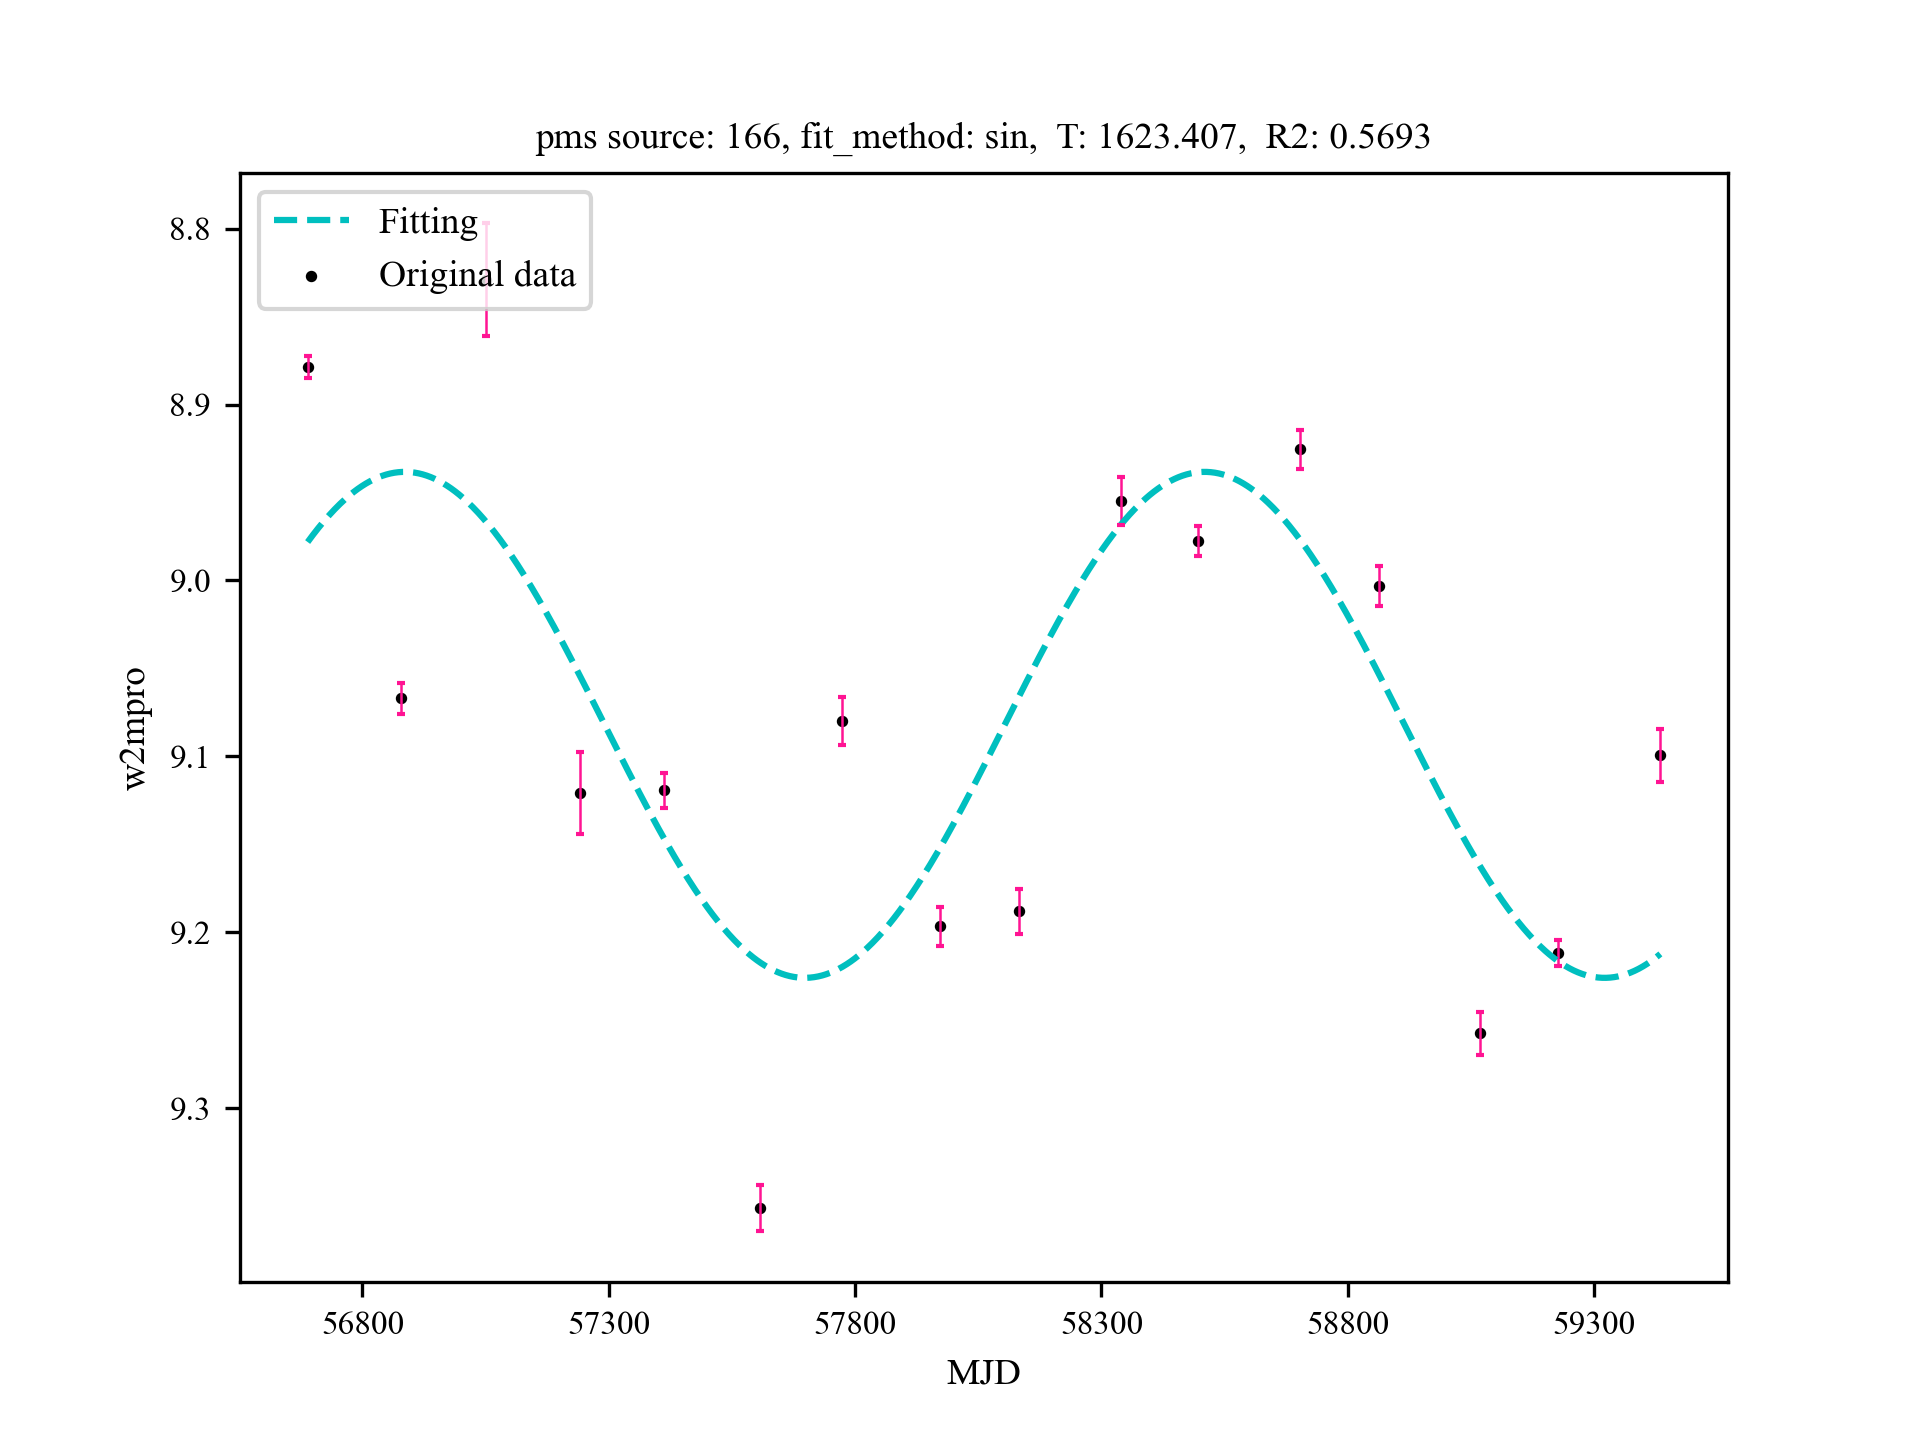 pms source: 166, fit_method: sin,  T: 1623.407,  R2: 0.5693
Fitting
Original data
8.8
8.9
9.0
9.1
9.2
9.3
w2mpro
56800 57300 57800 58300 58800 59300
MJD